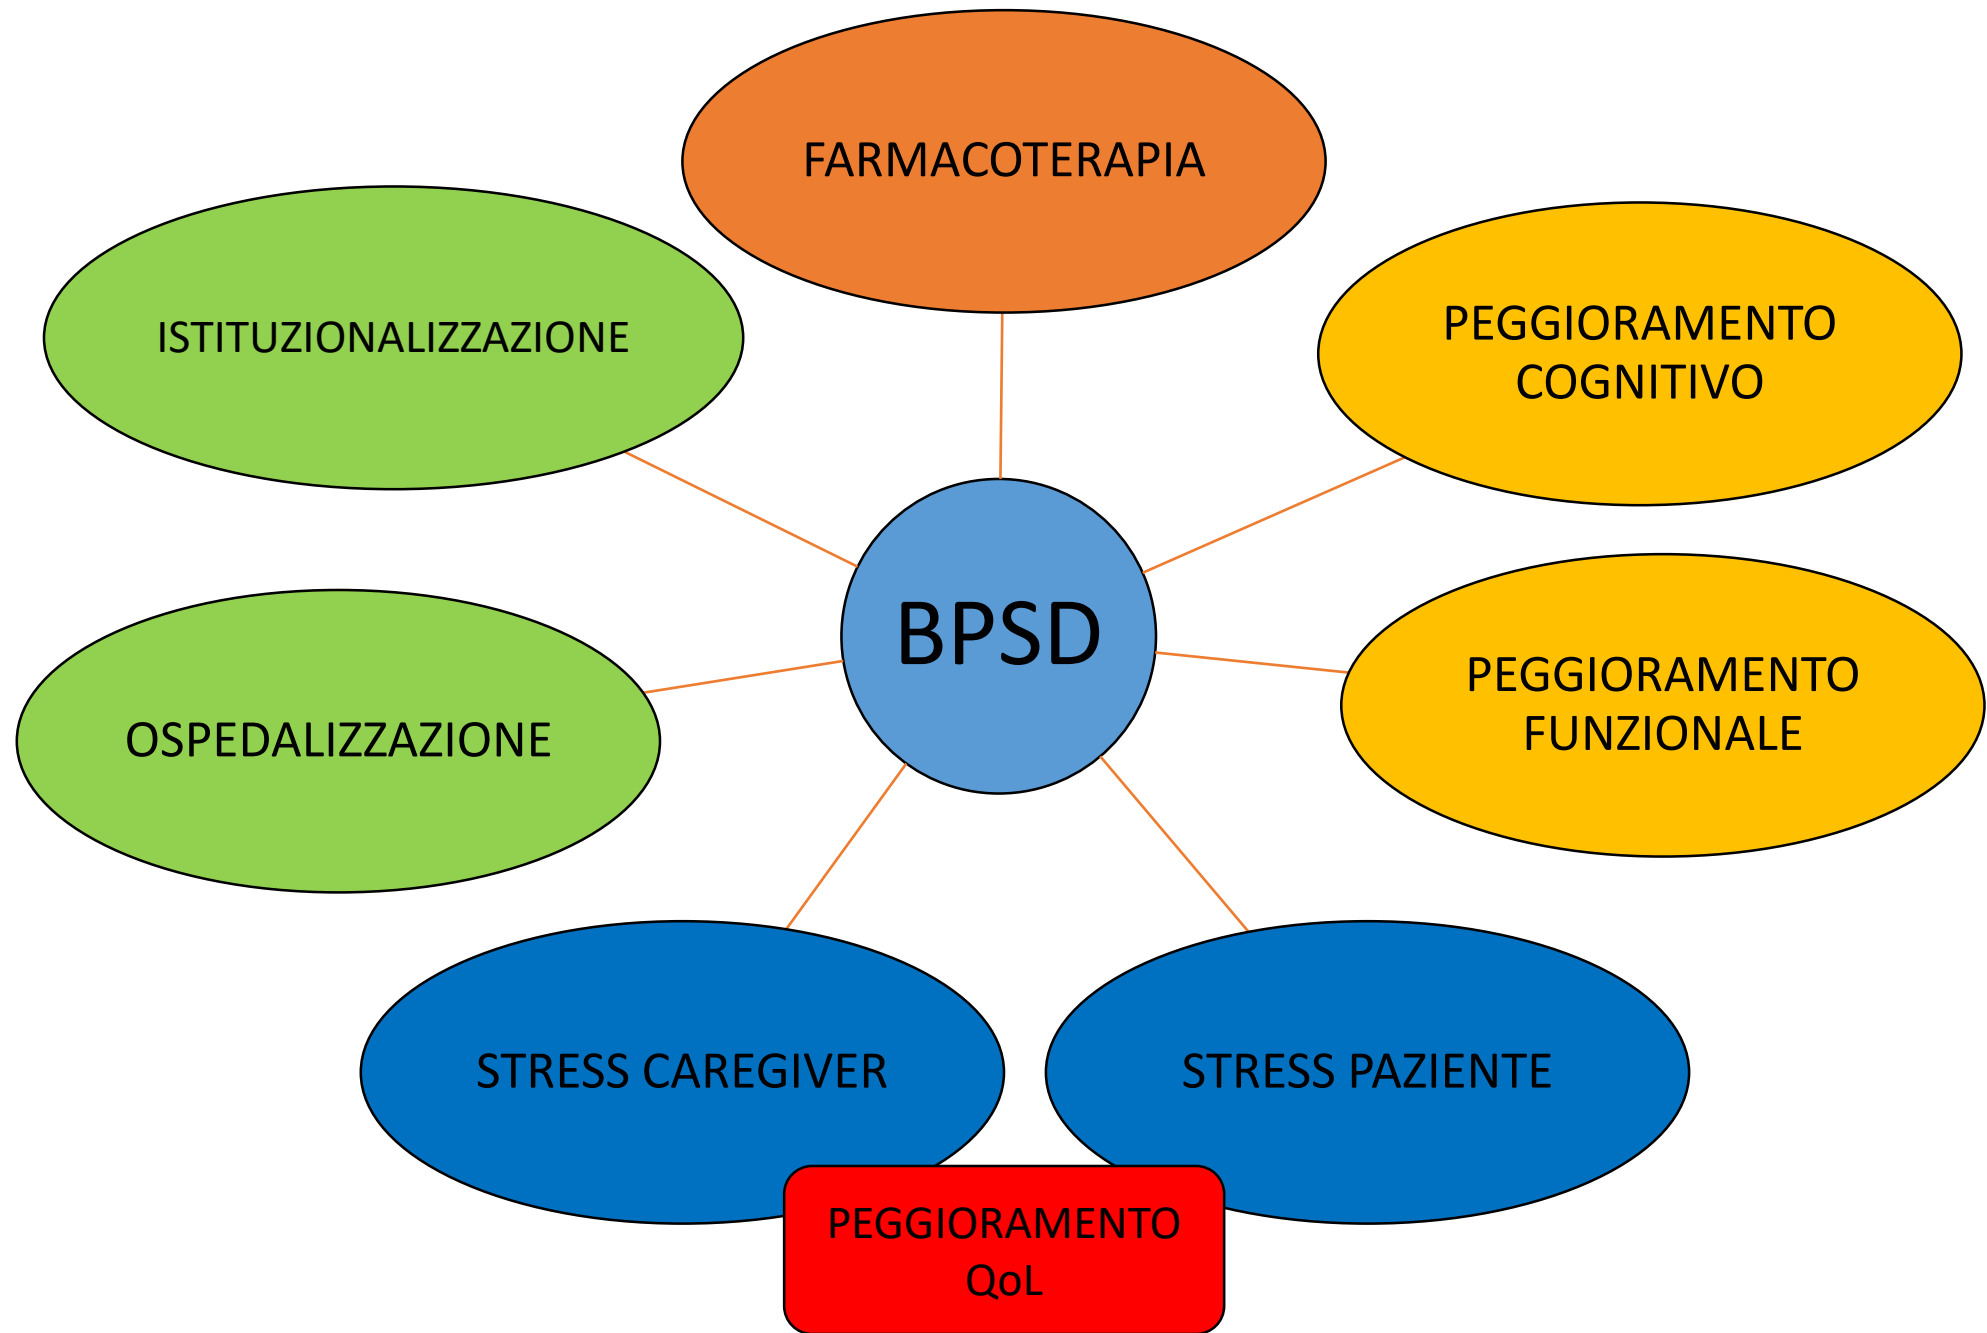 FARMACOTERAPIA
ISTITUZIONALIZZAZIONE
PEGGIORAMENTO
COGNITIVO
BPSD
PEGGIORAMENTO
FUNZIONALE
OSPEDALIZZAZIONE
STRESS CAREGIVER
STRESS PAZIENTE
PEGGIORAMENTO
QoL